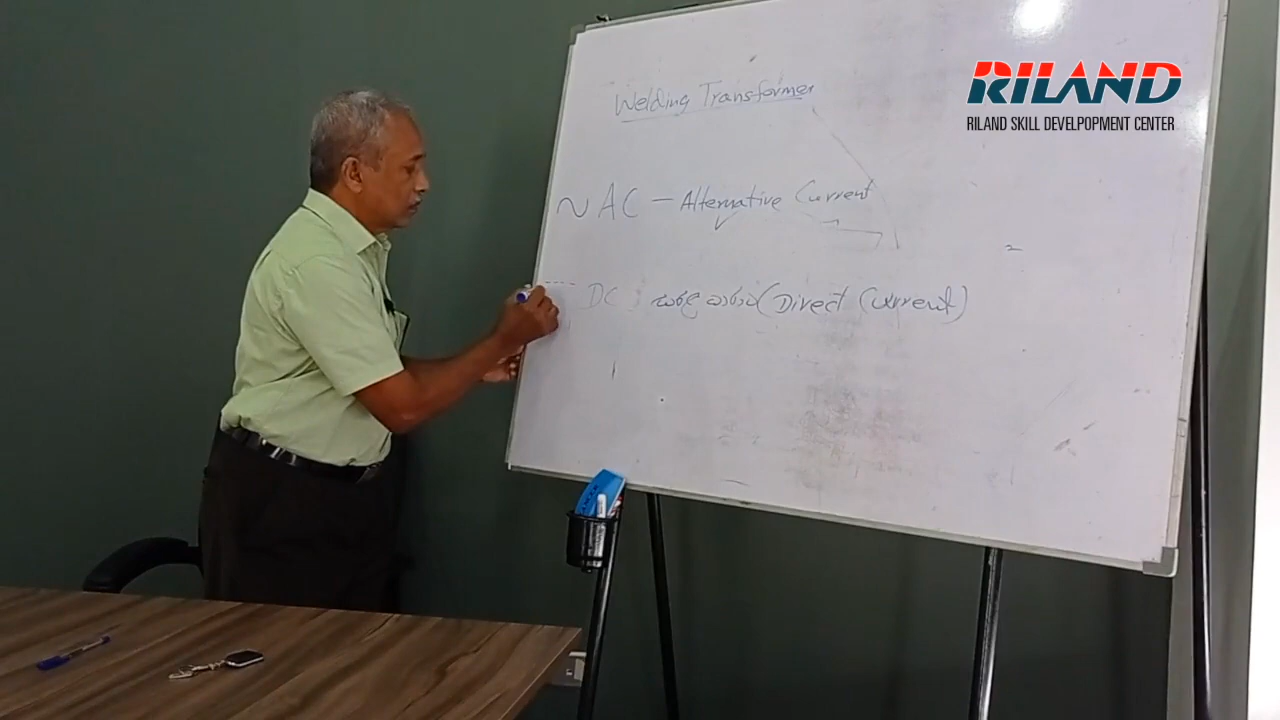 RILAND
RILAND SKILL DEVELPOPMENT CENTER
Welding Transformer
~ AC – Alternative Current
DC : සරල ධාරාව (Direct Current)